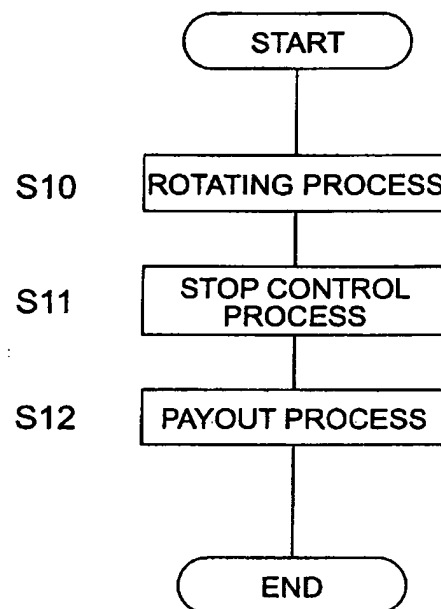 START
S10 ROTATING PROCESS
S11 STOP CONTROL
PROCESS
S12 PAYOUT PROCESS
END